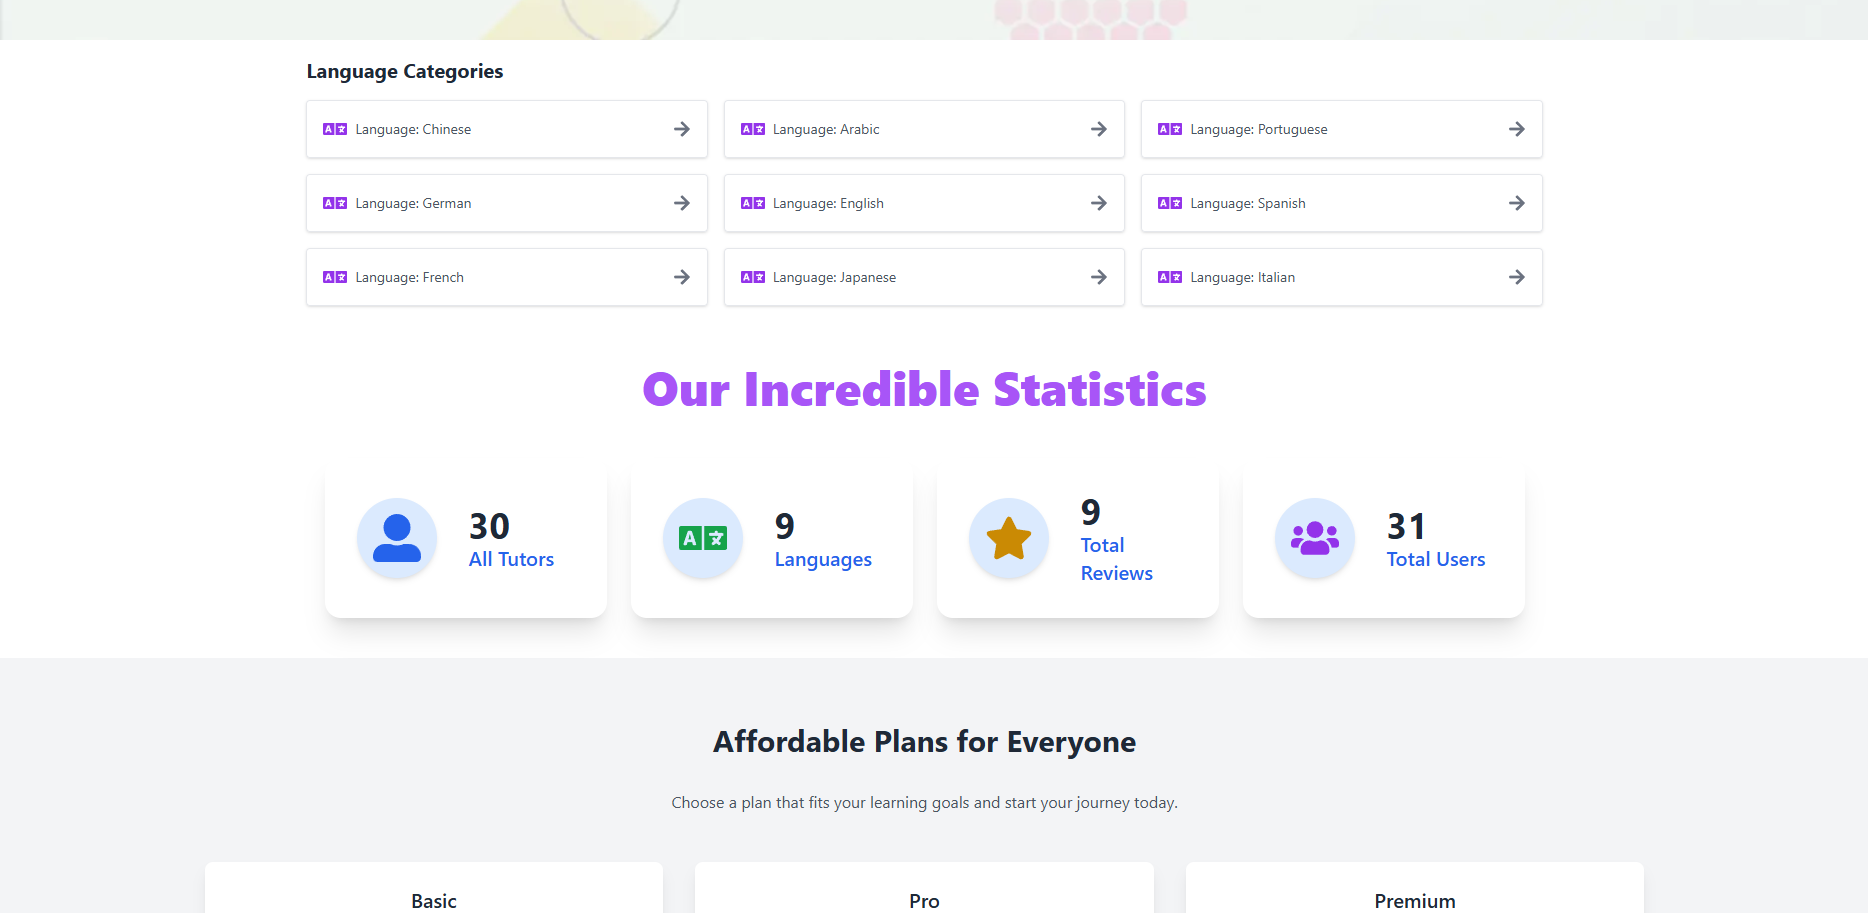 Language Categories
Language: Chinese
Language: Arabic
Language: Portuguese
Language: German
Language: English
Language: Spanish
Language: French
Language: Japanese
Language: Italian
Our Incredible Statistics
30
All Tutors
9
Languages
9
Total
Reviews
31
Total Users
Affordable Plans for Everyone
Choose a plan that fits your learning goals and start your journey today.
Basic
Pro
Premium